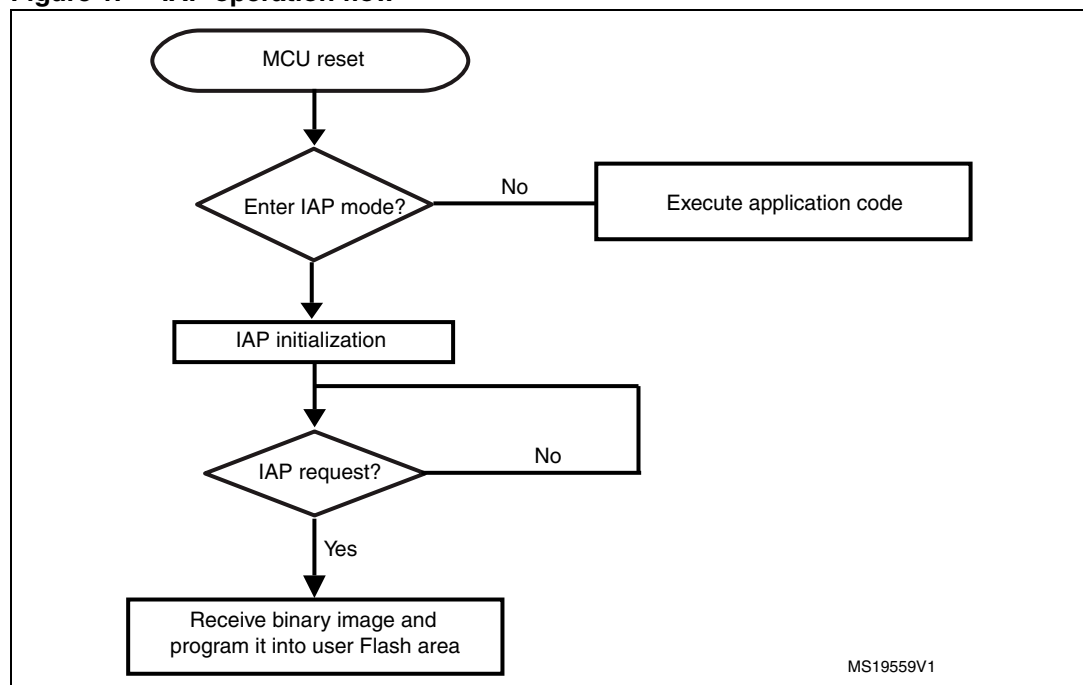 MCU reset
Enter IAP mode?
No
Execute application code
IAP initialization
IAP request?
No
Yes
Receive binary image and
program it into user Flash area
MS19559V1